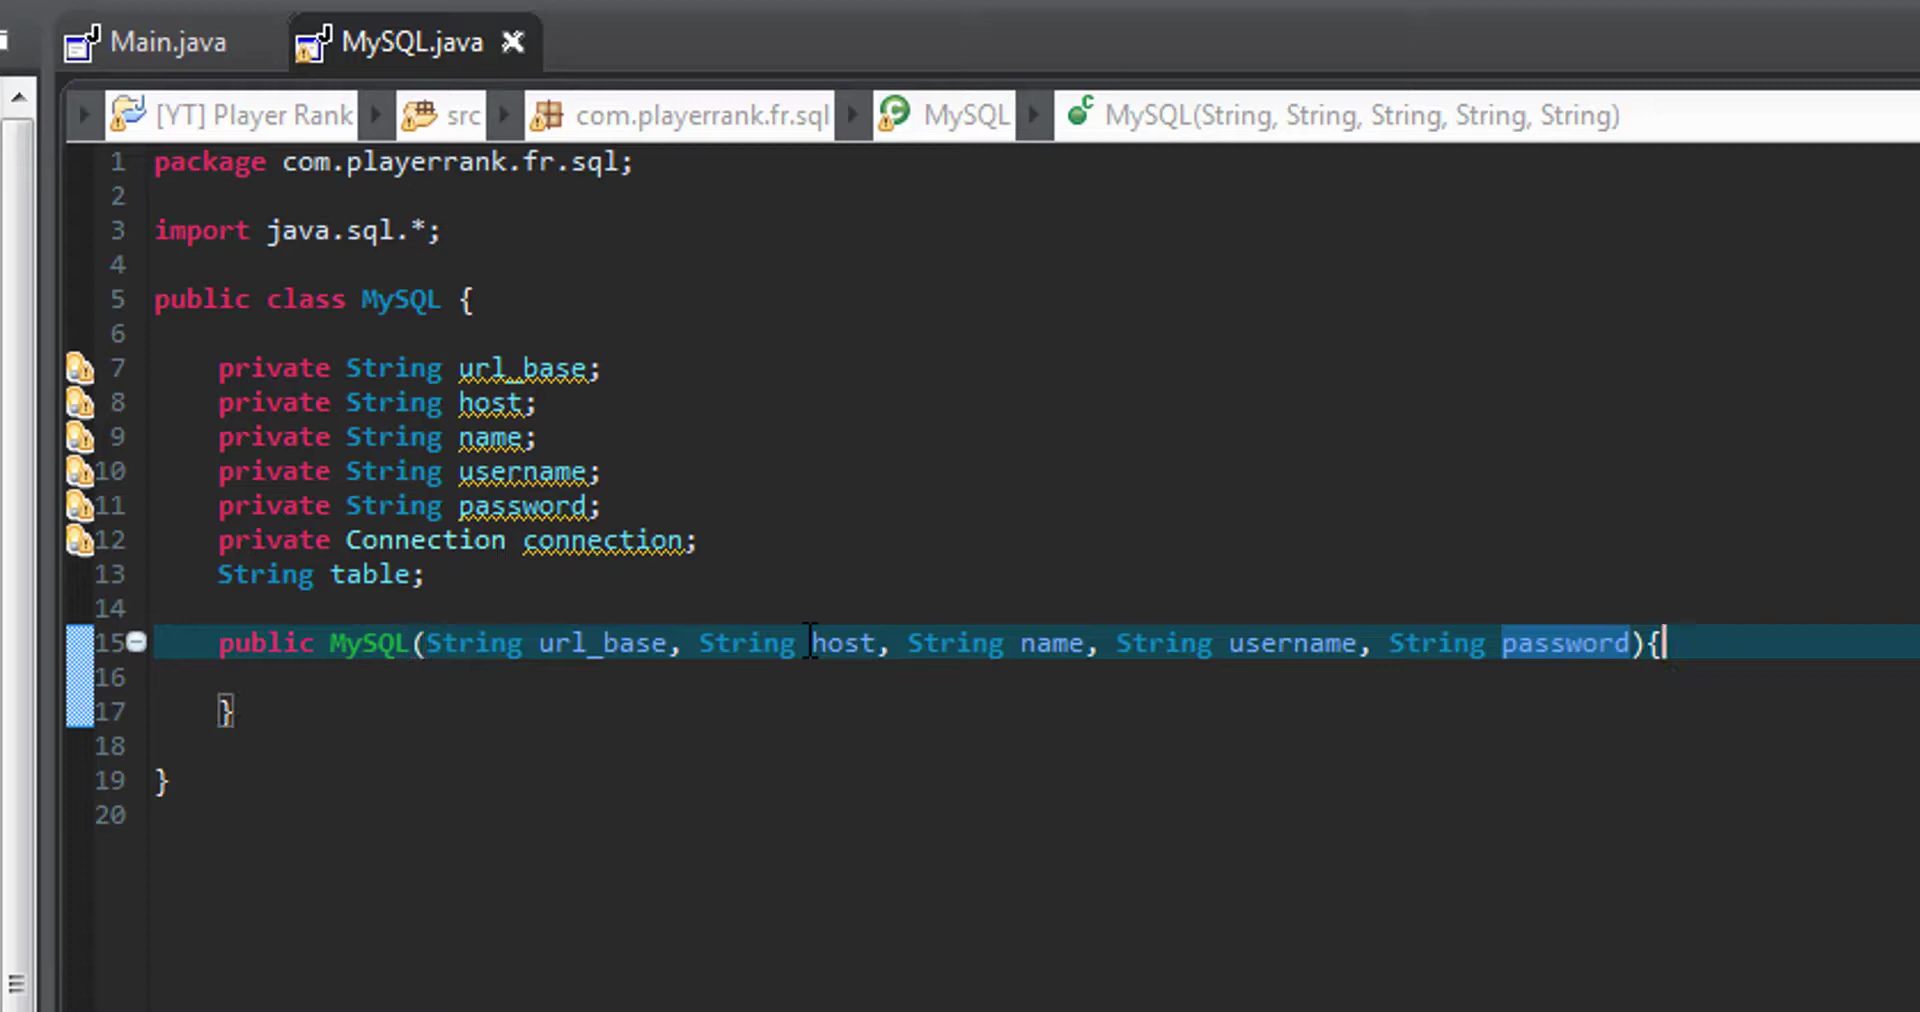 Main.java MySQL.java
[YT] Player Rank src com.playerrank.fr.sql MySQL MySQL(String, String, String, String, String)
1 package com.playerrank.fr.sql;
2
3 import java.sql.*;
4
5 public class MySQL {
6
7 private String url_base;
8 private String host;
9 private String name;
10 private String username;
11 private String password;
12 private Connection connection;
13 String table;
14
15 public MySQL(String url_base, String host, String name, String username, String password){
16
17 }
18
19 }
20